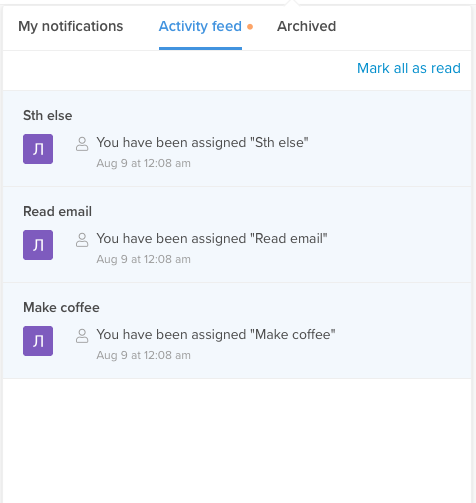 My notifications Activity feed Archived
Mark all as read
Sth else
Л
You have been assigned "Sth else"
Aug 9 at 12:08 am
Read email
Л
You have been assigned "Read email"
Aug 9 at 12:08 am
Make coffee
Л
You have been assigned "Make coffee"
Aug 9 at 12:08 am